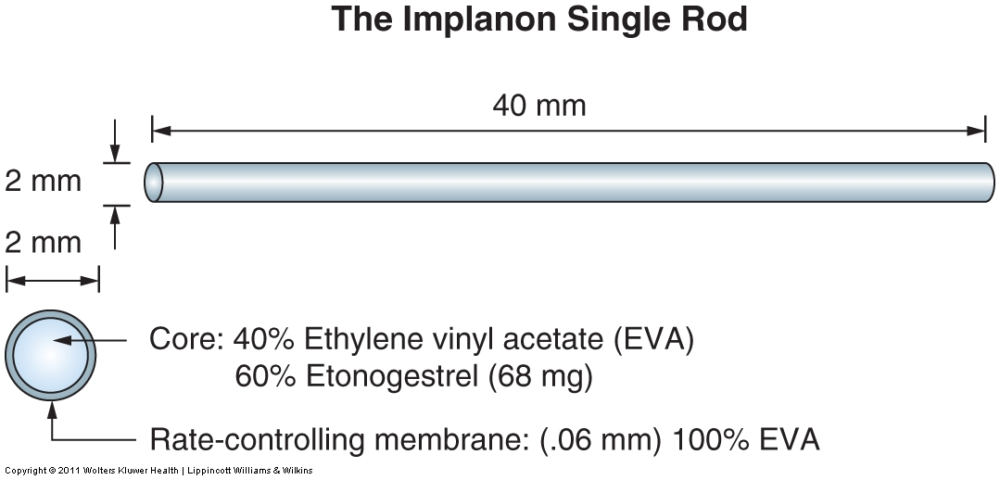 The Implanon Single Rod
40 mm
2 mm
2 mm
Core: 40% Ethylene vinyl acetate (EVA)
60% Etonogestrel (68 mg)
Rate-controlling membrane: (.06 mm) 100% EVA
Copyright © 2011 Wolters Kluwer Health | Lippincott Williams & Wilkins